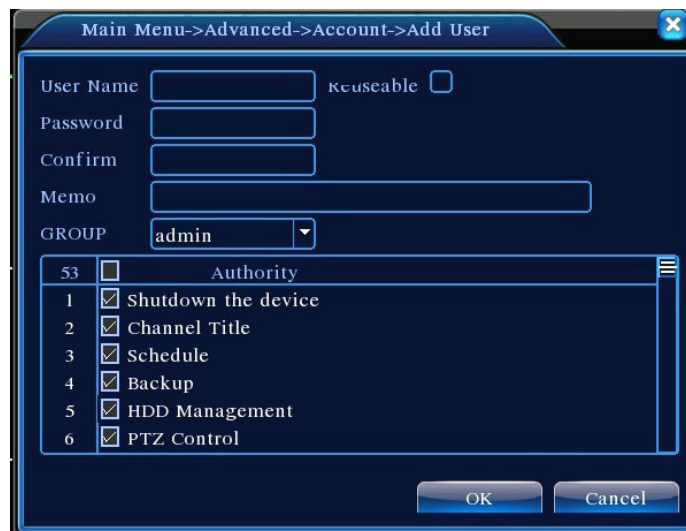 Main Menu->Advanced->Account->Add User
User Name Reuseable
Password
Confirm
Memo
GROUP admin
53 Authority
1 Shutdown the device
2 Channel Title
3 Schedule
4 Backup
5 HDD Management
6 PTZ Control
OK Cancel